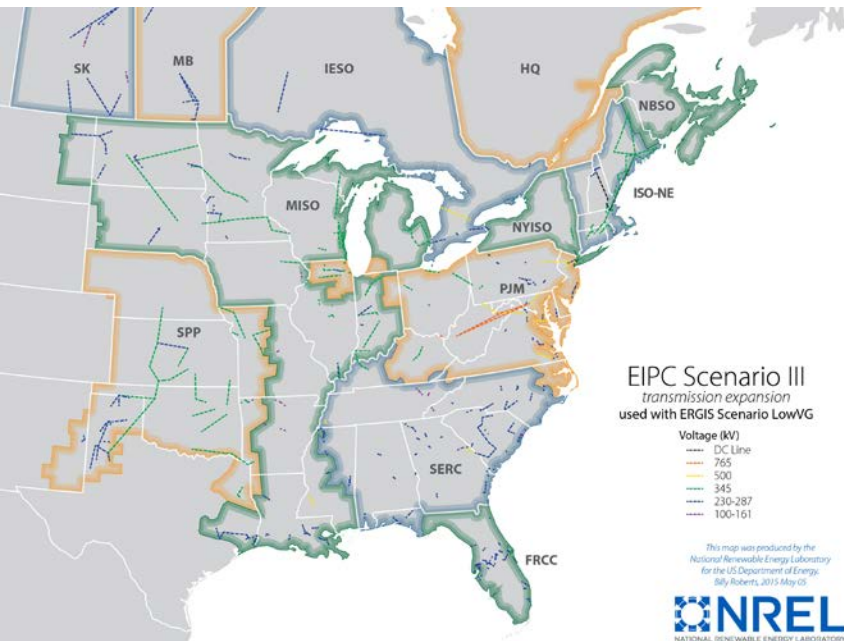 SK
MB
IESO
HQ
NBSO
MISO
ISO-NE
NYISO
PJM
SPP
SERC
FRCC
EIPC Scenario III
transmission expansion
used with ERGIS Scenario LowVG
Voltage (kV)
DC Line
765
500
345
230-287
100-161
This map was produced by the
National Renewable Energy Laboratory
for the US Department of Energy.
Billy Roberts, 2015 May 05
NREL
NATIONAL RENEWABLE ENERGY LABORATORY